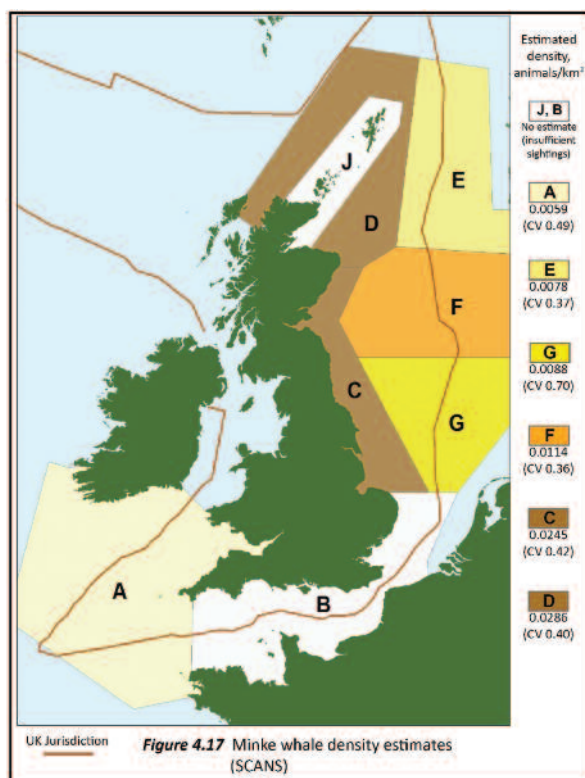 Estimated
density,
animals/km²
J, B
No estimate
(insufficient
sightings)
A
0.0059
(CV 0.49)
E
0.0078
(CV 0.37)
G
0.0088
(CV 0.70)
F
0.0114
(CV 0.36)
C
0.0245
(CV 0.42)
D
0.0286
(CV 0.40)
J
E
D
F
C
G
A
B
UK Jurisdiction
Figure 4.17 Minke whale density estimates
(SCANS)